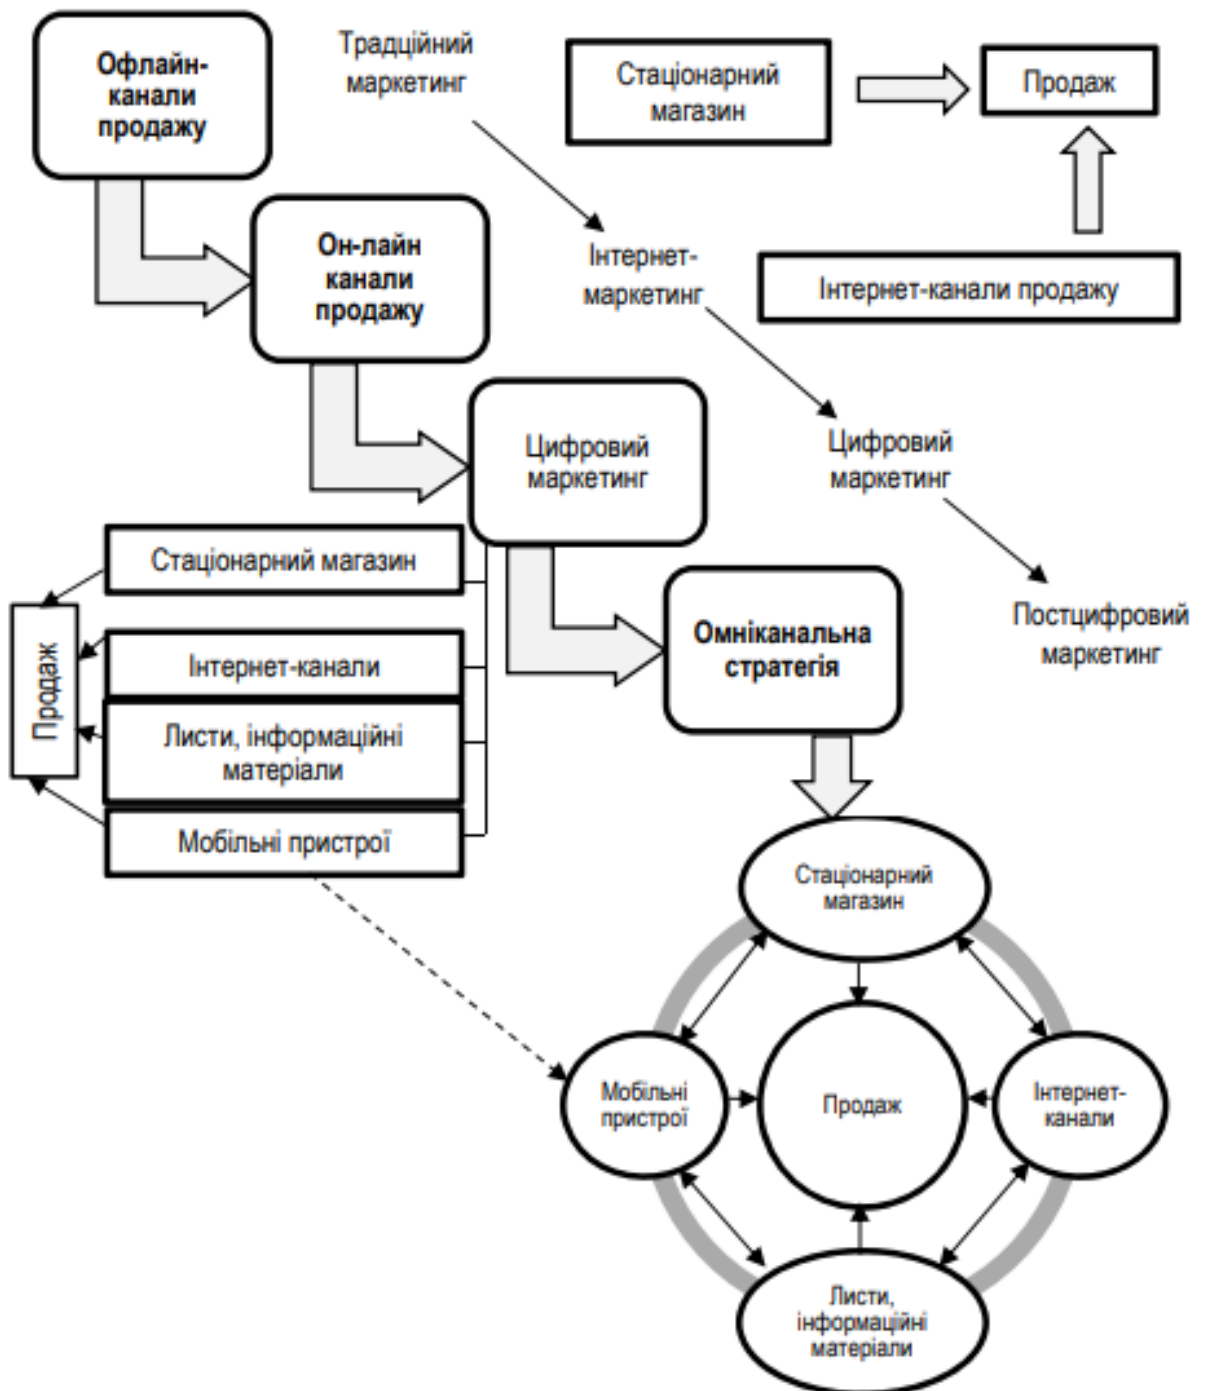 Офлайн-
канали
продажу
Традційний
маркетинг
Стаціонарний
магазин
Продаж
Он-лайн
канали
продажу
Інтернет-
маркетинг
Інтернет-канали продажу
Цифровий
маркетинг
Цифровий
маркетинг
Стаціонарний магазин
Інтернет-канали
Листи, інформаційні
матеріали
Мобільні пристрої
Продаж
Омніканальна
стратегія
Постцифровий
маркетинг
Стаціонарний
магазин
Мобільні
пристрої
Продаж
Інтернет-
канали
Листи,
інформаційні
матеріали